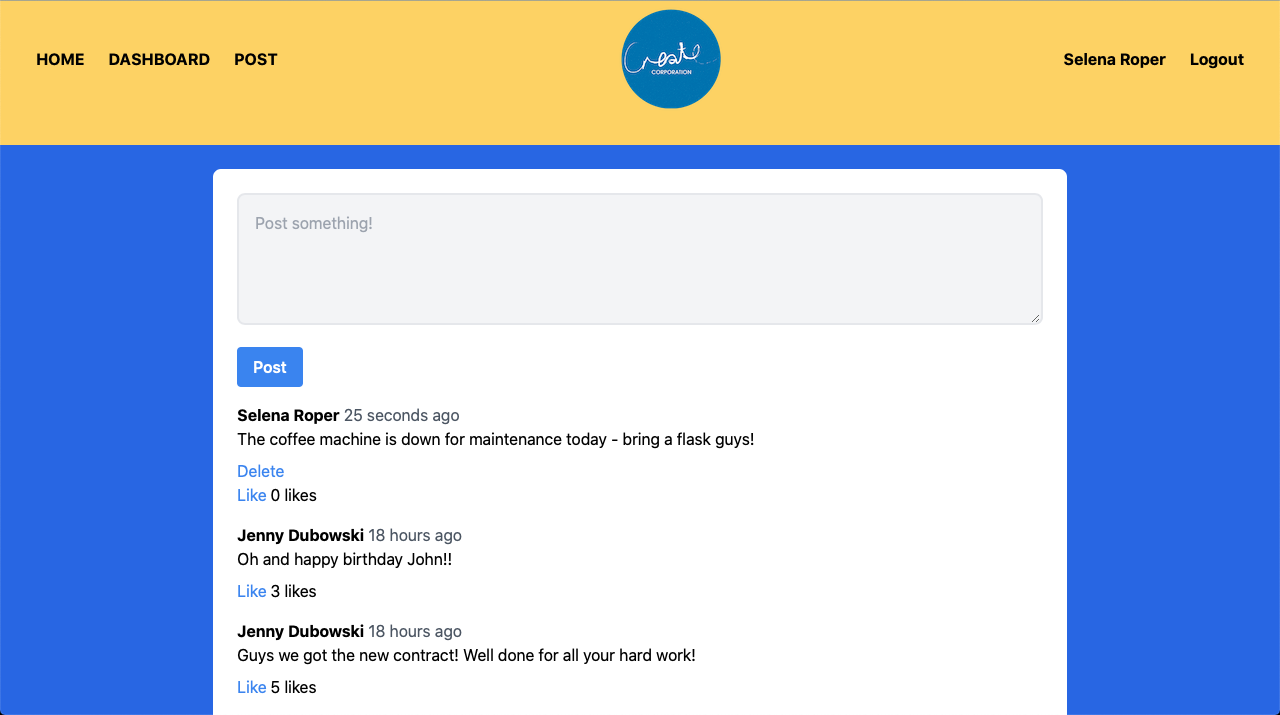 HOME DASHBOARD POST
Create
CORPORATION
Selena Roper Logout
Post something!
Post
Selena Roper 25 seconds ago
The coffee machine is down for maintenance today - bring a flask guys!
Delete
Like 0 likes
Jenny Dubowski 18 hours ago
Oh and happy birthday John!!
Like 3 likes
Jenny Dubowski 18 hours ago
Guys we got the new contract! Well done for all your hard work!
Like 5 likes